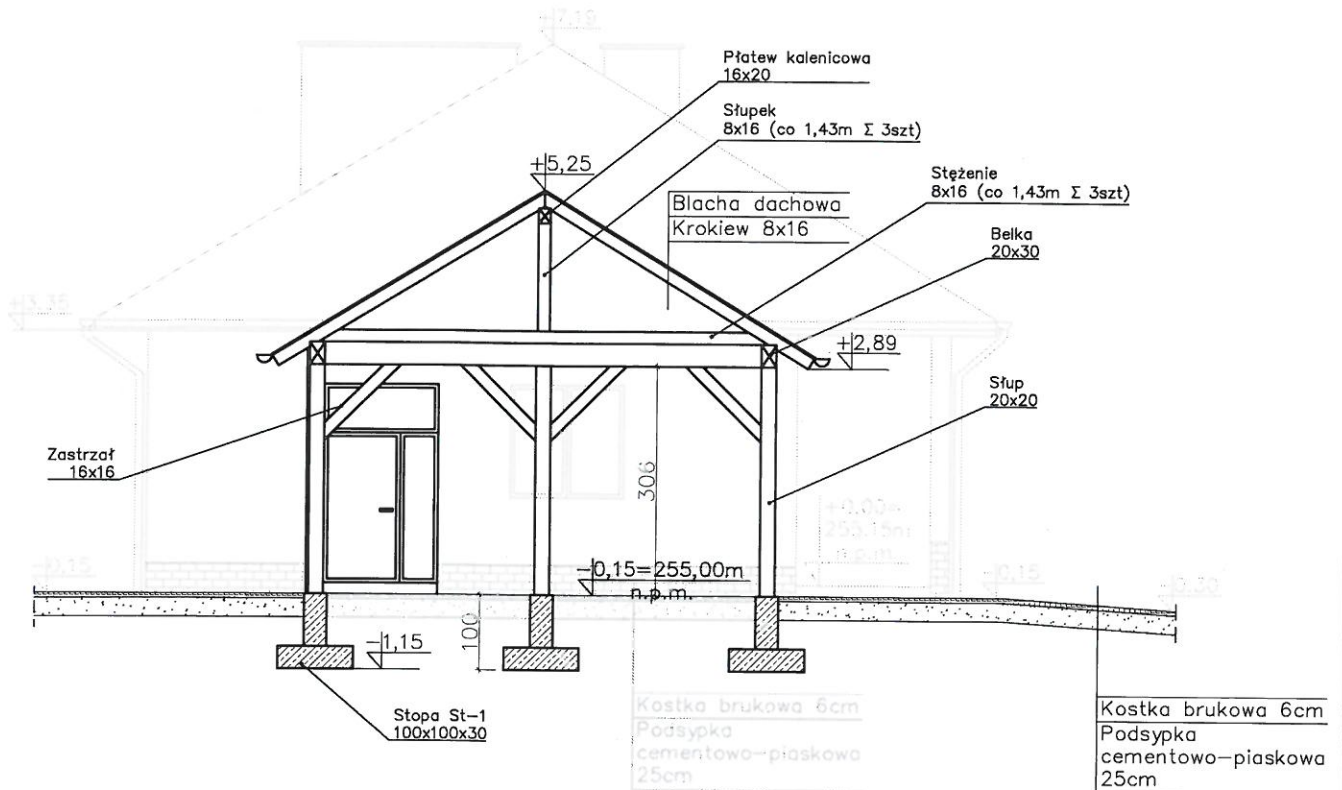 +7,19
Płatew kalenicowa
16x20
Słupek
8x16 (co 1,43m Σ 3szt)
+5,25
Stężenie
8x16 (co 1,43m Σ 3szt)
Blacha dachowa
Krokiew 8x16
Belka
20x30
+3,35
+2,89
Słup
20x20
Zastrzał
16x16
306
+0,00=
255,15m
n.p.m.
-0,15
-0,15=255,00m
n.p.m.
-0,15
-0,30
100
-1,15
Stopa St-1
100x100x30
Kostka brukowa 6cm
Podsypka
cementowo-piaskowa
25cm
Kostka brukowa 6cm
Podsypka
cementowo-piaskowa
25cm